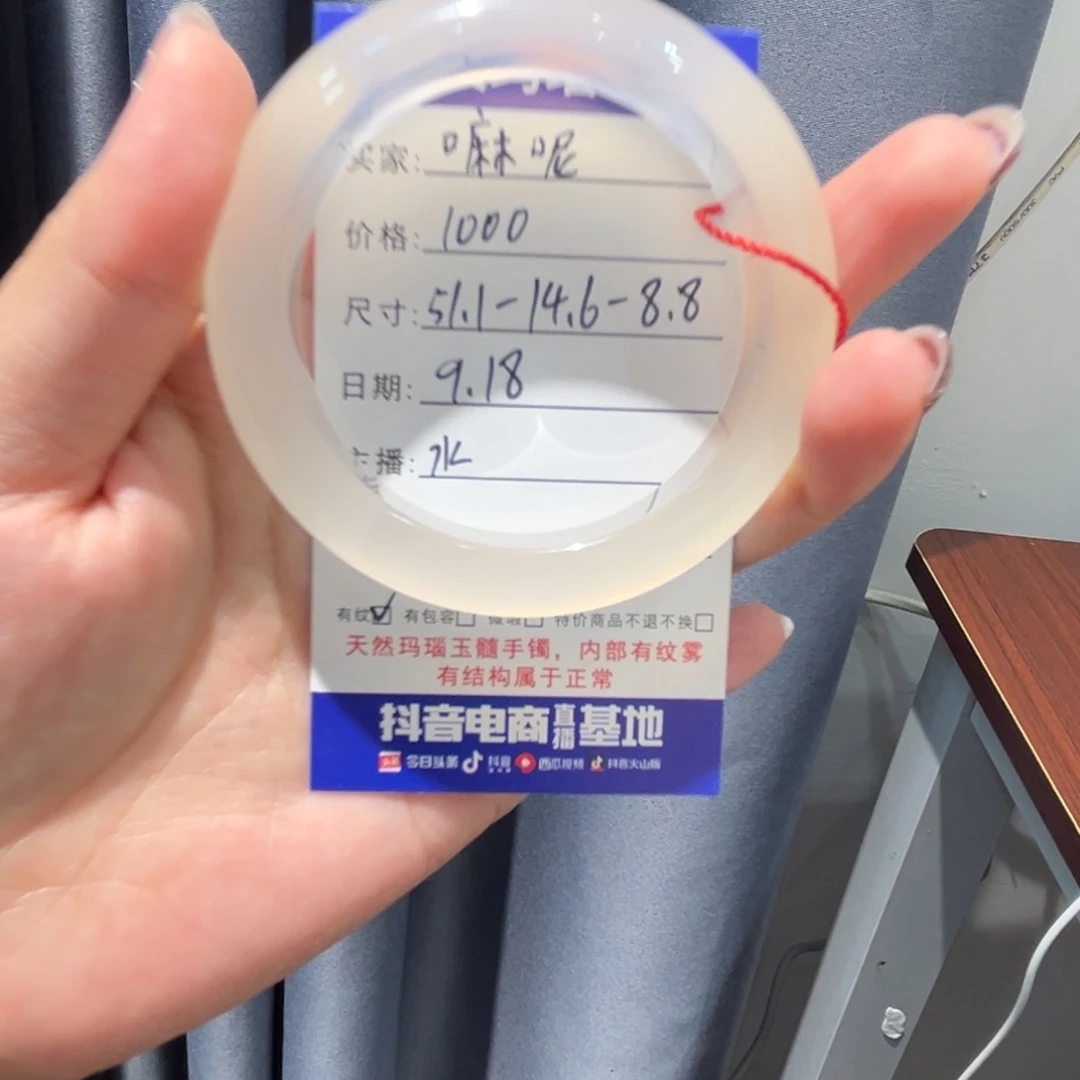 买家: 嘛呢
价格: 1000
尺寸: 51.1-14.6-8.8
日期: 9.18
主播: 水
有纹☑ 有包容□ 微瑕□ 特价商品不退不换□
天然玛瑙玉髓手镯，内部有纹雾
有结构属于正常
抖音电商直播基地
今日头条 抖音 西瓜视频 抖音火山版